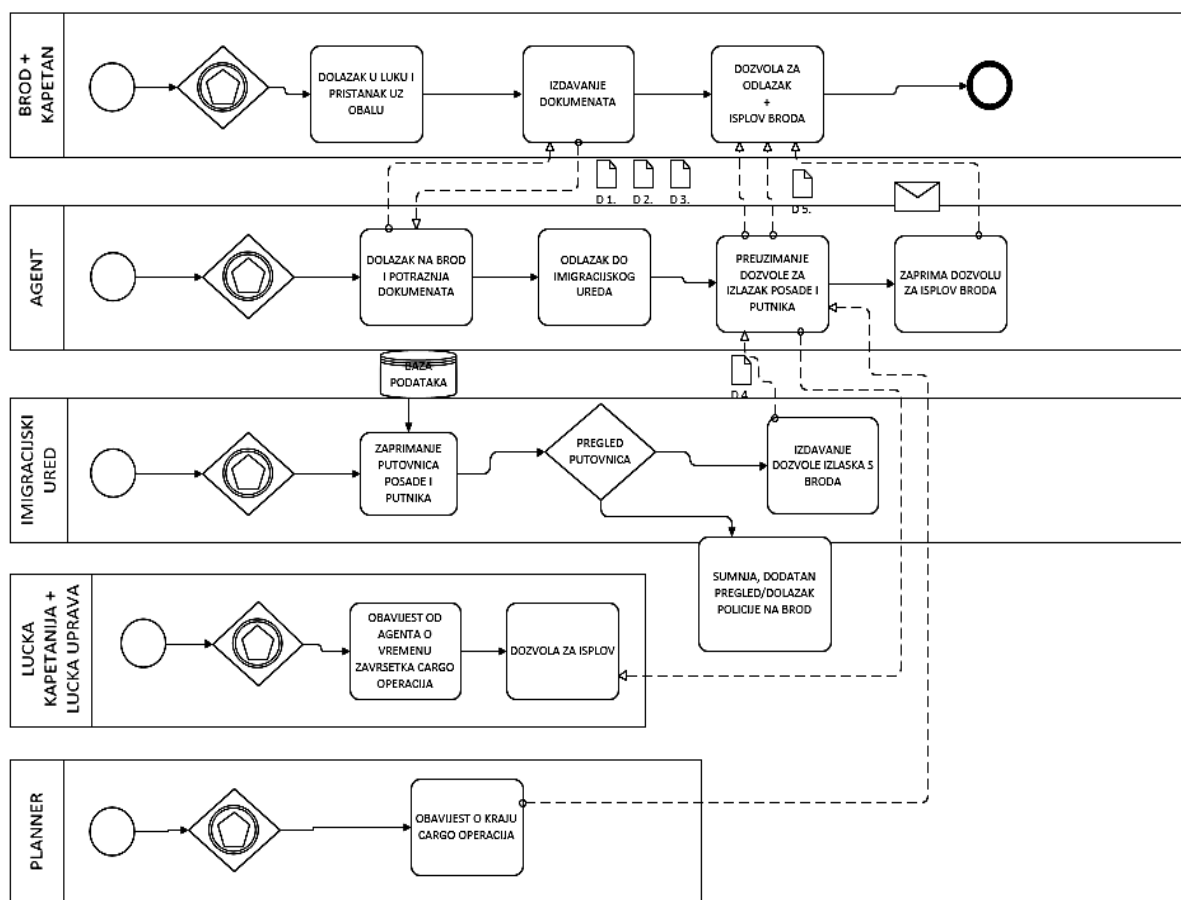 BROD +
KAPETAN
DOLAZAK U LUKU I
PRISTANAK UZ
OBALU
IZDAVANJE
DOKUMENATA
DOZVOLA ZA
ODLAZAK
+
ISPLOV BRODA
D 1.
D 2.
D 3.
D 5.
AGENT
DOLAZAK NA BROD
I POTRAZNJA
DOKUMENATA
ODLAZAK DO
IMIGRACIJSKOG
UREDA
PREUZIMANJE
DOZVOLE ZA
IZLAZAK POSADE I
PUTNIKA
ZAPRIMA DOZVOLU
ZA ISPLOV BRODA
BAZA
PODATAKA
D 4.
IMIGRACIJSKI
URED
ZAPRIMANJE
PUTOVNICA
POSADE I
PUTNIKA
PREGLED
PUTOVNICA
IZDAVANJE
DOZVOLE IZLASKA S
BRODA
SUMNJA, DODATAN
PREGLED/DOLAZAK
POLICIJE NA BROD
LUCKA
KAPETANIJA +
LUCKA UPRAVA
OBAVIJEST OD
AGENTA O
VREMENU
ZAVRSETKA CARGO
OPERACIJA
DOZVOLA ZA ISPLOV
PLANNER
OBAVIJEST O KRAJU
CARGO OPERACIJA